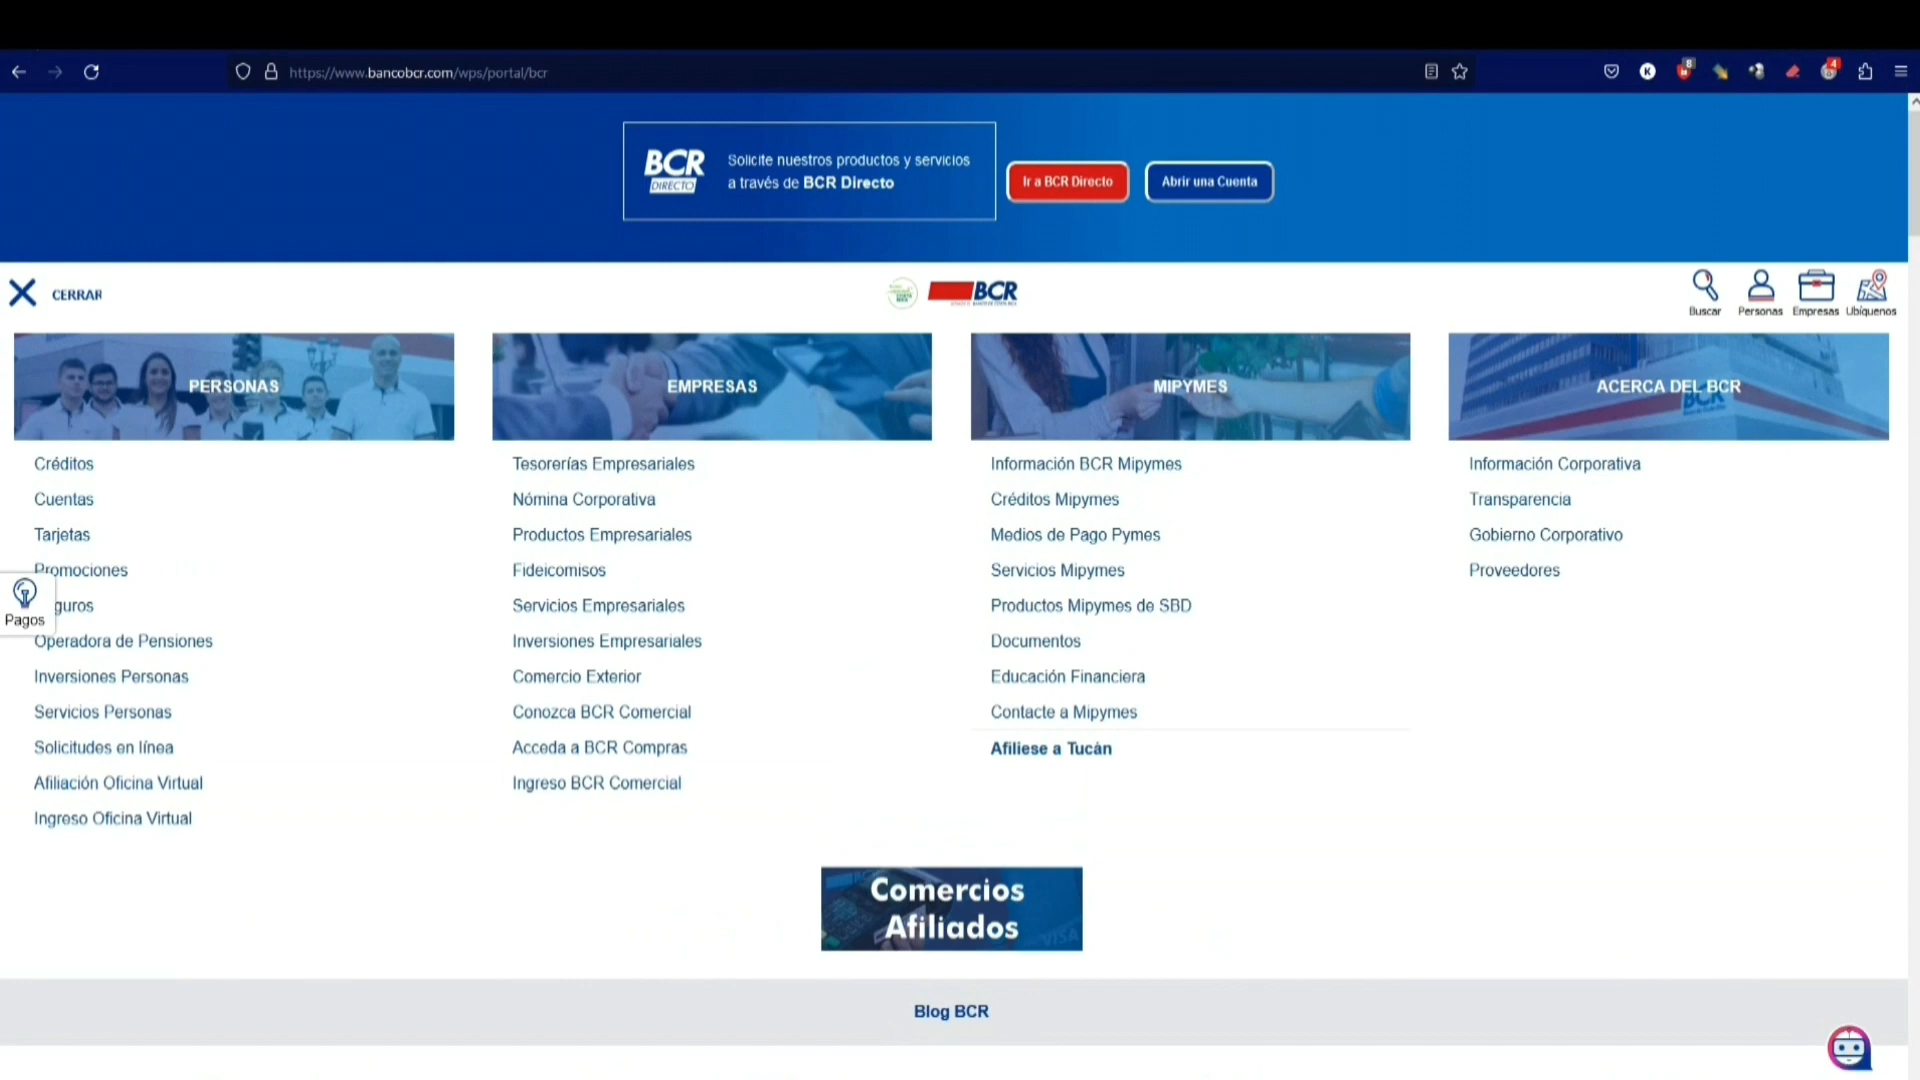 https://www.bancobcr.com/wps/portal/bcr
K
8
4
BCR
DIRECTO
Solicite nuestros productos y servicios
a través de BCR Directo
Ir a BCR Directo
Abrir una Cuenta
CERRAR
BCR
Buscar
Personas
Empresas
Ubíquenos
PERSONAS
Créditos
Cuentas
Tarjetas
Promociones
guros
Operadora de Pensiones
Inversiones Personas
Servicios Personas
Solicitudes en línea
Afiliación Oficina Virtual
Ingreso Oficina Virtual
Pagos
EMPRESAS
Tesorerías Empresariales
Nómina Corporativa
Productos Empresariales
Fideicomisos
Servicios Empresariales
Inversiones Empresariales
Comercio Exterior
Conozca BCR Comercial
Acceda a BCR Compras
Ingreso BCR Comercial
MIPYMES
Información BCR Mipymes
Créditos Mipymes
Medios de Pago Pymes
Servicios Mipymes
Productos Mipymes de SBD
Documentos
Educación Financiera
Contacte a Mipymes
Afiliese a Tucán
ACERCA DEL BCR
BCR
Información Corporativa
Transparencia
Gobierno Corporativo
Proveedores
Comercios
Afiliados
VISA
Blog BCR